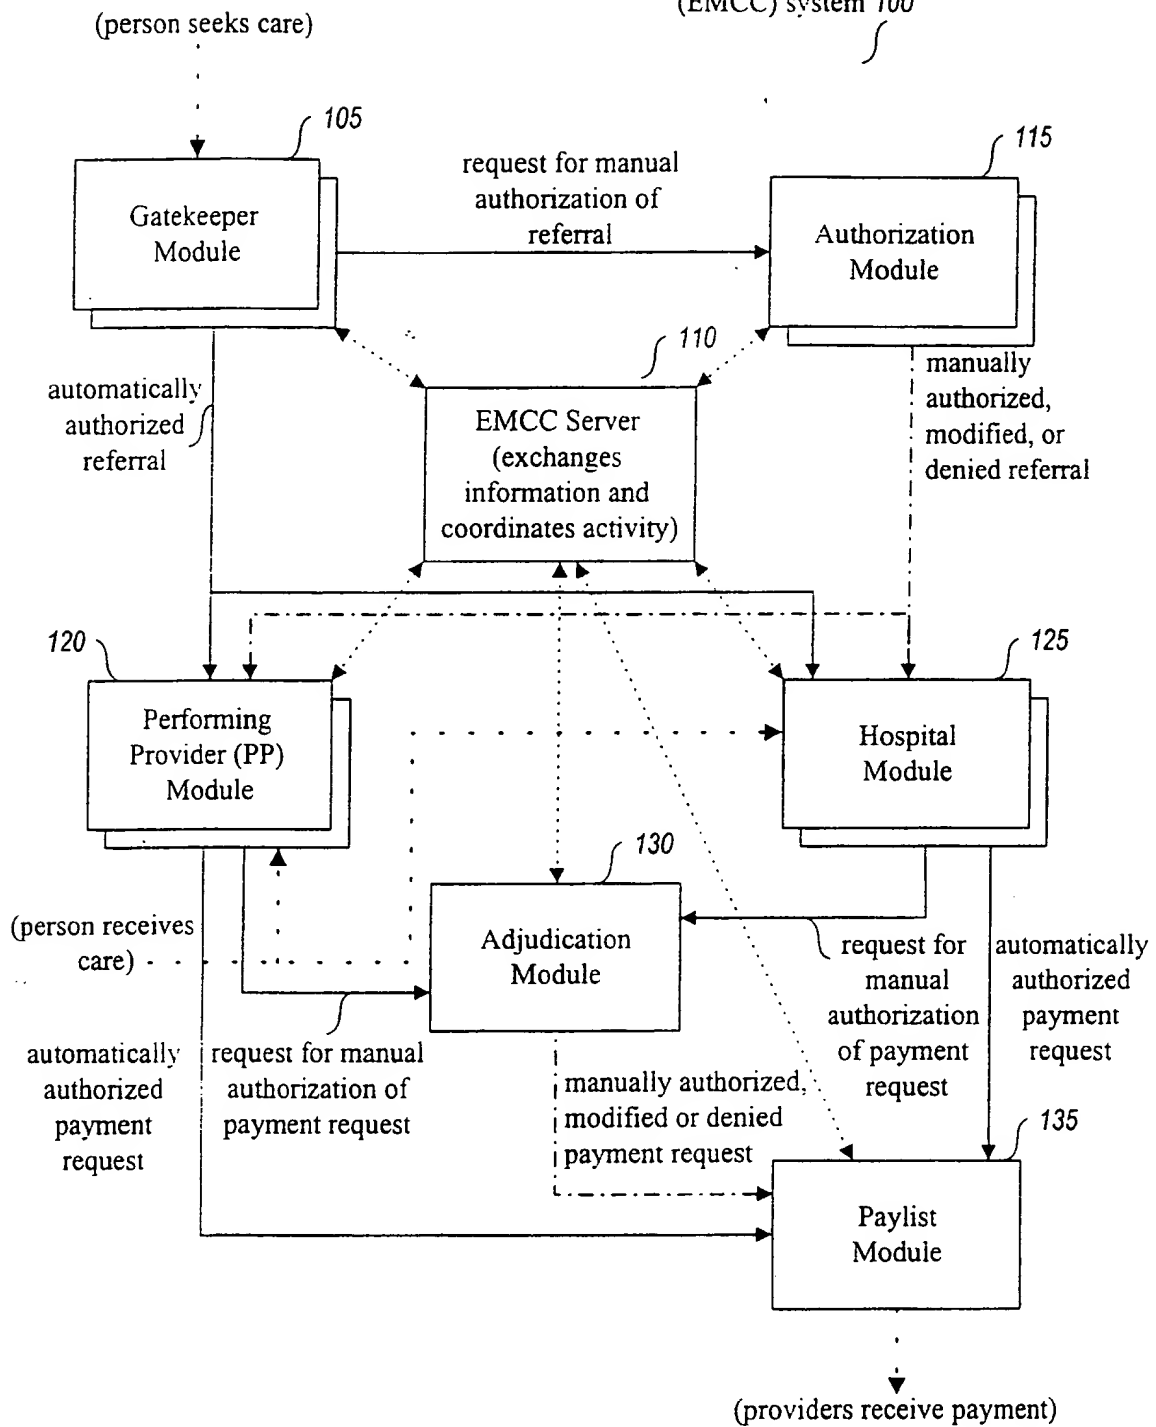 (EMCC) system 100
(person seeks care)
105
115
request for manual
authorization of
referral
Gatekeeper
Module
Authorization
Module
110
automatically
authorized
referral
EMCC Server
(exchanges
information and
coordinates activity)
manually
authorized,
modified, or
denied referral
120
125
Performing
Provider (PP)
Module
Hospital
Module
130
(person receives
care)
Adjudication
Module
request for
manual
authorization
of payment
request
automatically
authorized
payment
request
automatically
authorized
payment
request
request for manual
authorization of
payment request
manually authorized,
modified or denied
payment request
135
Paylist
Module
(providers receive payment)